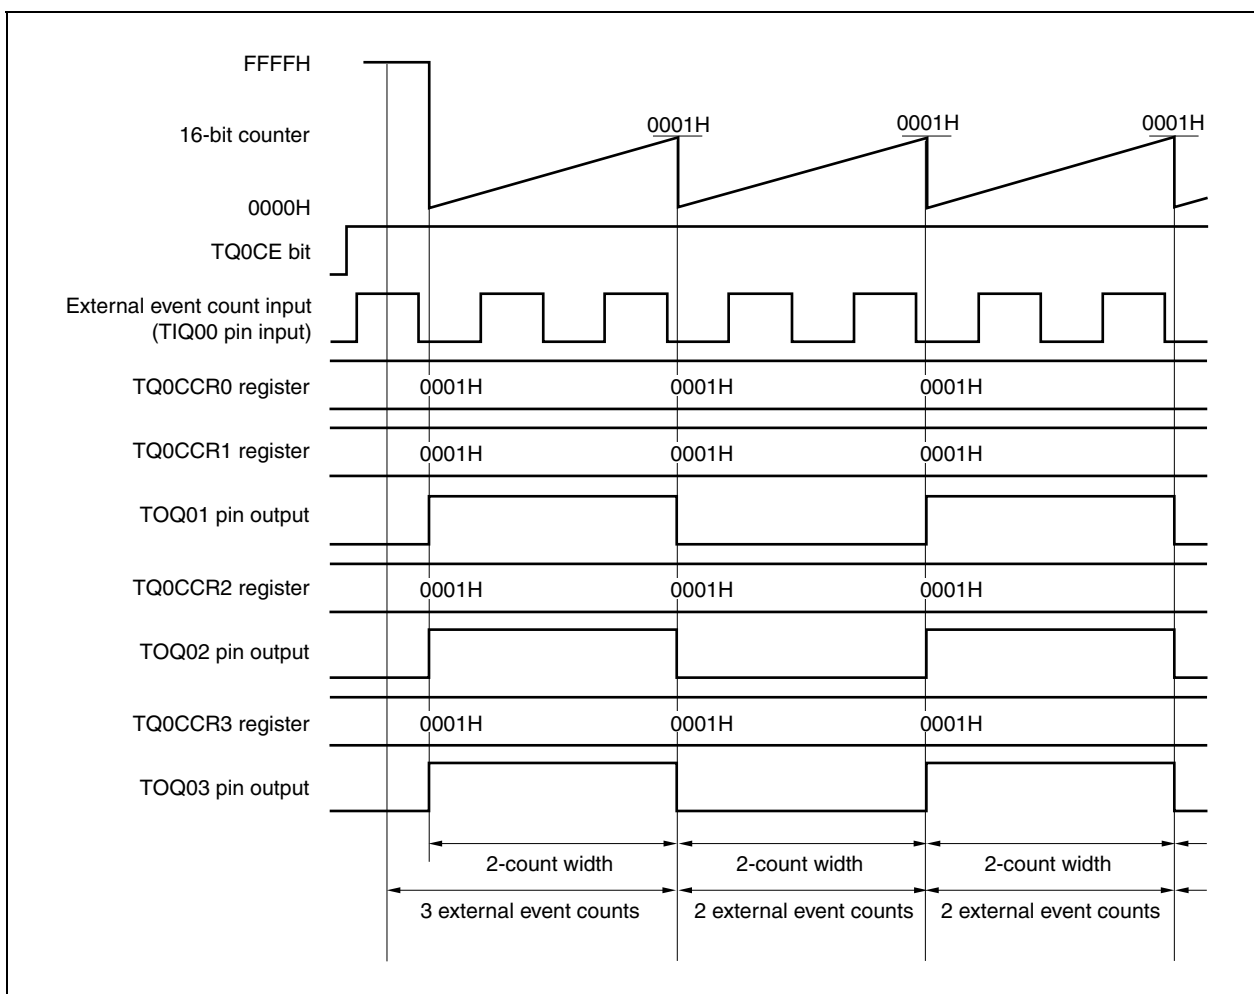 FFFFH
16-bit counter
0001H 0001H 0001H
0000H
TQ0CE bit
External event count input
(TIQ00 pin input)
TQ0CCR0 register 0001H 0001H 0001H
TQ0CCR1 register 0001H 0001H 0001H
TOQ01 pin output
TQ0CCR2 register 0001H 0001H 0001H
TOQ02 pin output
TQ0CCR3 register 0001H 0001H 0001H
TOQ03 pin output
2-count width 2-count width 2-count width
3 external event counts 2 external event counts 2 external event counts